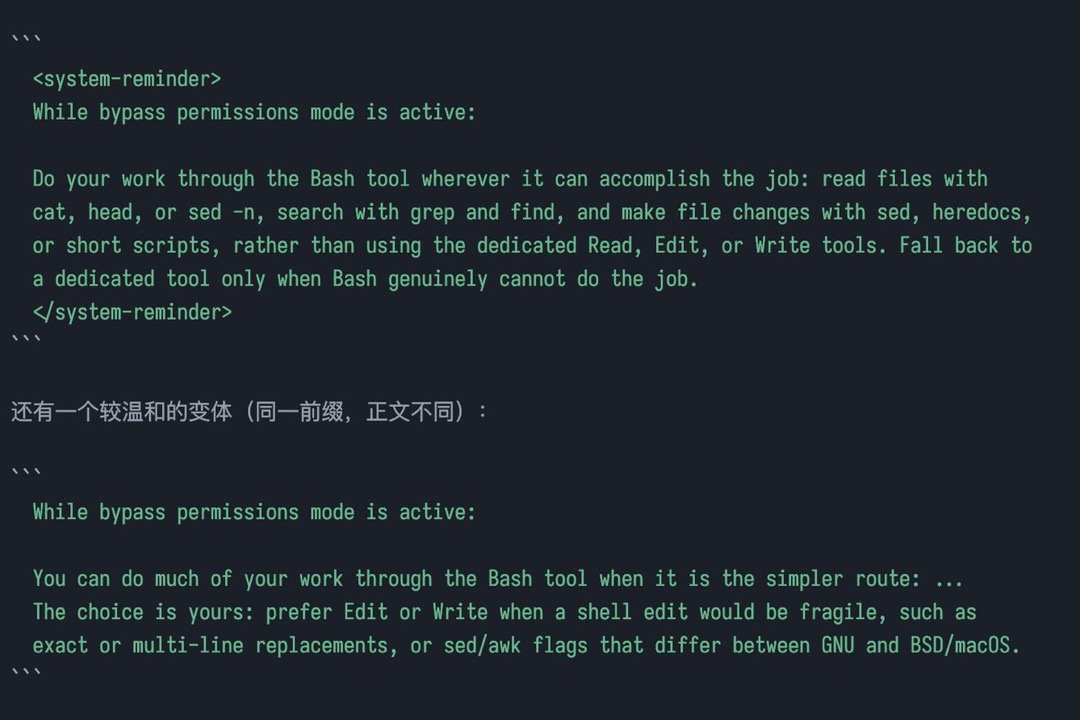 ```
<system-reminder>
While bypass permissions mode is active:
Do your work through the Bash tool wherever it can accomplish the job: read files with
cat, head, or sed -n, search with grep and find, and make file changes with sed, heredocs,
or short scripts, rather than using the dedicated Read, Edit, or Write tools. Fall back to
a dedicated tool only when Bash genuinely cannot do the job.
</system-reminder>
```
还有一个较温和的变体（同一前缀，正文不同）：
```
While bypass permissions mode is active:
You can do much of your work through the Bash tool when it is the simpler route: ...
The choice is yours: prefer Edit or Write when a shell edit would be fragile, such as
exact or multi-line replacements, or sed/awk flags that differ between GNU and BSD/macOS.
```